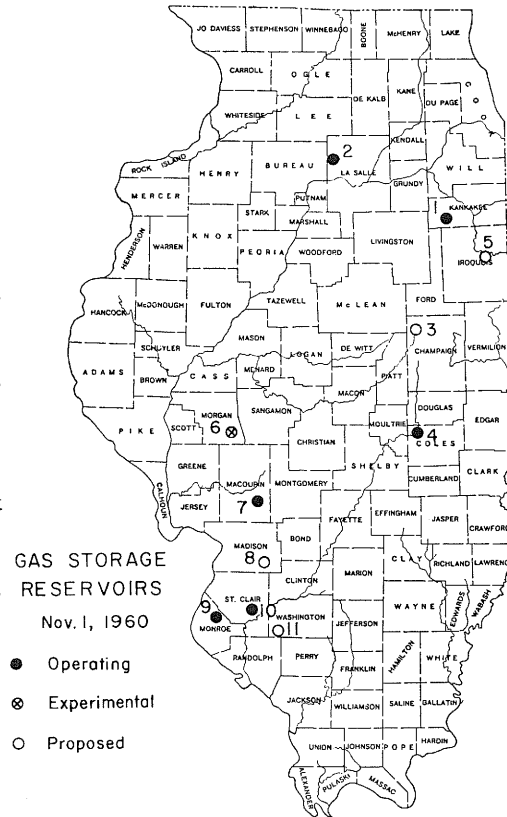 JO DAVIESS
STEPHENSON
WINNEBAGO
BOONE
McHENRY
LAKE
CARROLL
OGLE
DE KALB
KANE
DU PAGE
WHITESIDE
LEE
KENDALL
WILL
ROCK ISLAND
HENRY
BUREAU
2
LA SALLE
GRUNDY
MERCER
PUTNAM
1
KANKAKEE
STARK
MARSHALL
KNOX
HENDERSON
WARREN
PEORIA
WOODFORD
LIVINGSTON
5
IROQUOIS
FULTON
TAZEWELL
McLEAN
FORD
HANCOCK
McDONOUGH
3
MASON
LOGAN
DE WITT
CHAMPAIGN
VERMILION
SCHUYLER
ADAMS
BROWN
CASS
MENARD
PIATT
MACON
MORGAN
SANGAMON
DOUGLAS
PIKE
SCOTT
6
CHRISTIAN
MOULTRIE
4
EDGAR
COLES
GREENE
SHELBY
MACOUPIN
MONTGOMERY
CUMBERLAND
CLARK
CALHOUN
JERSEY
7
FAYETTE
EFFINGHAM
JASPER
CRAWFORD
MADISON
BOND
CLAY
RICHLAND
LAWRENCE
8
CLINTON
MARION
ST. CLAIR
9
10
WASHINGTON
WAYNE
EDWARDS
WABASH
MONROE
11
JEFFERSON
RANDOLPH
PERRY
HAMILTON
WHITE
FRANKLIN
JACKSON
WILLIAMSON
SALINE
GALLATIN
UNION
JOHNSON
POPE
HARDIN
ALEXANDER
PULASKI
MASSAC
GAS STORAGE
RESERVOIRS
Nov. 1, 1960
Operating
Experimental
Proposed